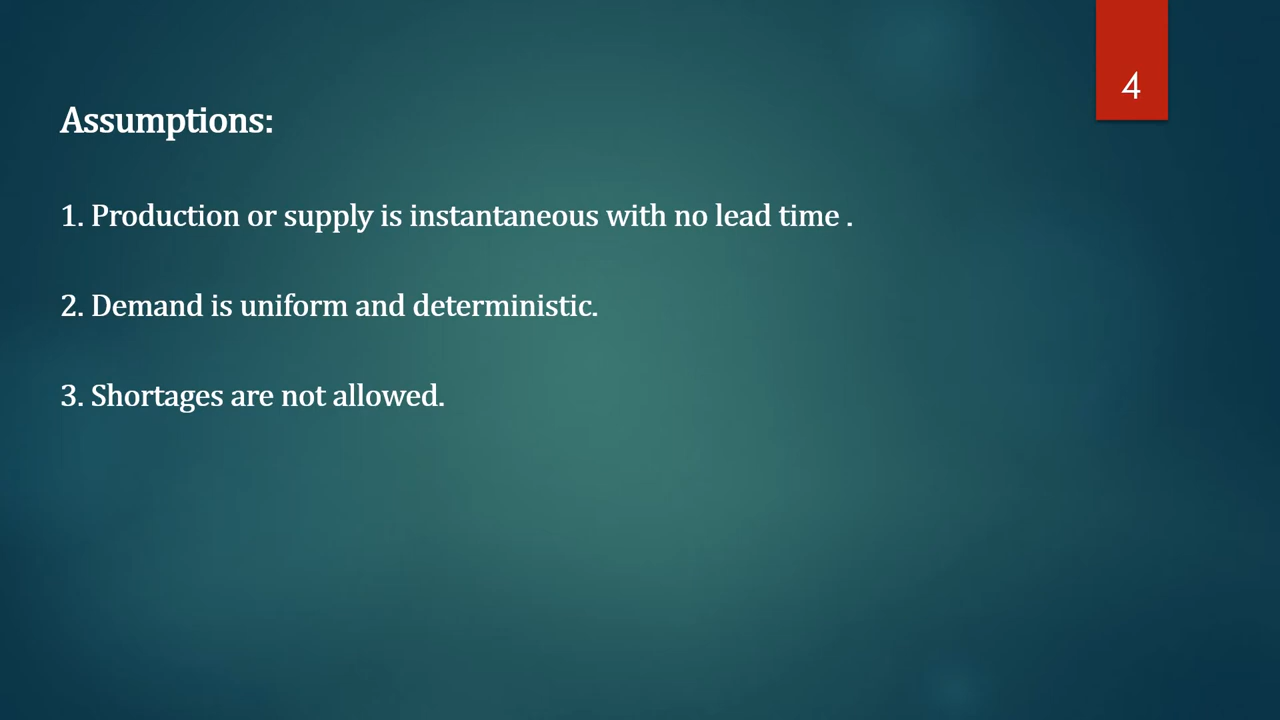 4
Assumptions:
1. Production or supply is instantaneous with no lead time .
2. Demand is uniform and deterministic.
3. Shortages are not allowed.